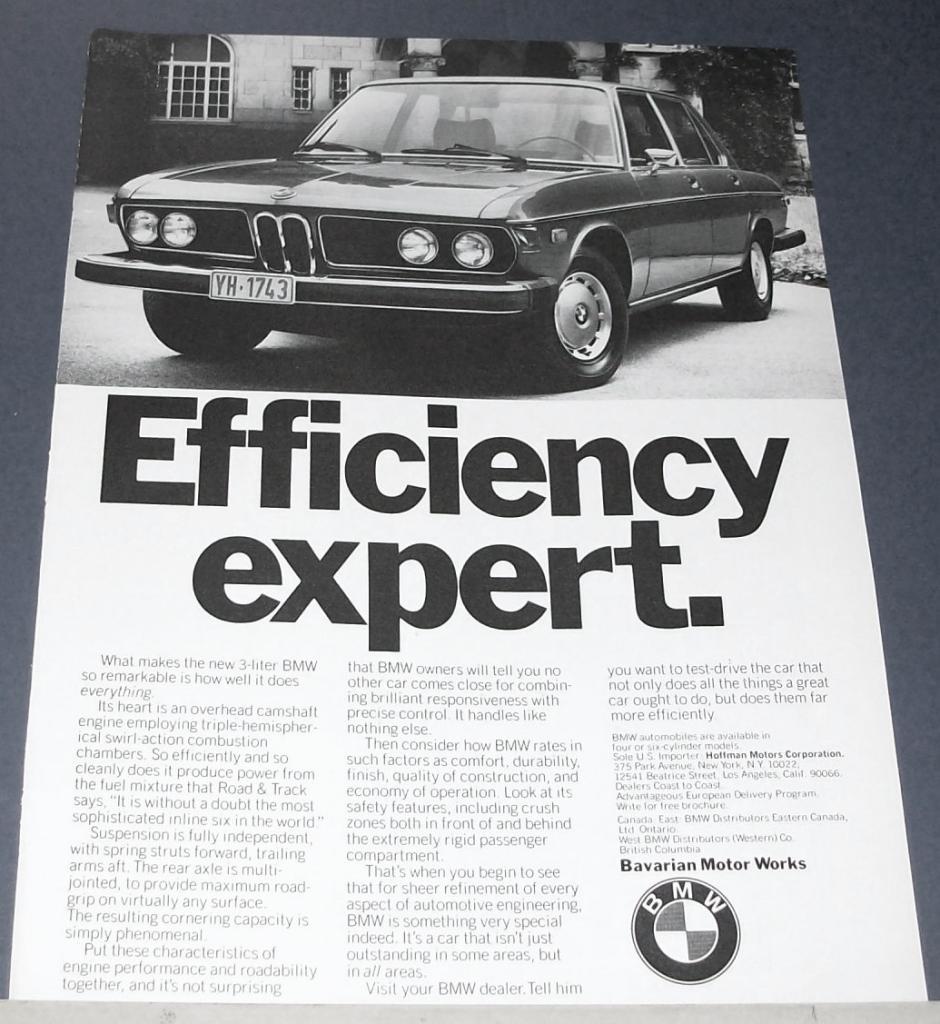 YH·1743
Efficiency
expert.
What makes the new 3-liter BMW
so remarkable is how well it does
everything.
Its heart is an overhead camshaft
engine employing triple-hemispher-
ical swirl-action combustion
chambers. So efficiently and so
cleanly does it produce power from
the fuel mixture that Road & Track
says, "It is without a doubt the most
sophisticated inline six in the world."
Suspension is fully independent,
with spring struts forward, trailing
arms aft. The rear axle is multi-
jointed, to provide maximum road-
grip on virtually any surface.
The resulting cornering capacity is
simply phenomenal.
Put these characteristics of
engine performance and roadability
together, and it's not surprising
that BMW owners will tell you no
other car comes close for combin-
ing brilliant responsiveness with
precise control. It handles like
nothing else.
Then consider how BMW rates in
such factors as comfort, durability,
finish, quality of construction, and
economy of operation. Look at its
safety features, including crush
zones both in front of and behind
the extremely rigid passenger
compartment.
That's when you begin to see
that for sheer refinement of every
aspect of automotive engineering,
BMW is something very special
indeed. It's a car that isn't just
outstanding in some areas, but
in all areas.
Visit your BMW dealer. Tell him
you want to test-drive the car that
not only does all the things a great
car ought to do, but does them far
more efficiently.
BMW automobiles are available in
four or six-cylinder models.
Sole U.S. Importer: Hoffman Motors Corporation.
375 Park Avenue, New York, N.Y. 10022;
12541 Beatrice Street, Los Angeles, Calif. 90066.
Dealers Coast to Coast.
Advantageous European Delivery Program.
Write for free brochure.
Canada: East: BMW Distributors Eastern Canada,
Ltd. Ontario.
West: BMW Distributors (Western) Co.
British Columbia
Bavarian Motor Works
BMW